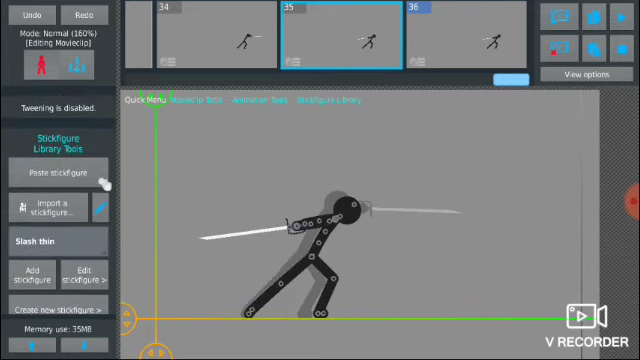 Undo Redo
Mode: Normal (160%)
[Editing Movieclip]
Tweening is disabled.
Stickfigure
Library Tools
Paste stickfigure
Import a
stickfigure...
Slash thin
Add
stickfigure
Edit
stickfigure >
Create new stickfigure >
Memory use: 35MB
34
35
36
View options
Quick Menu Movieclip Tools Animation Tools Stickfigure Library
V RECORDER